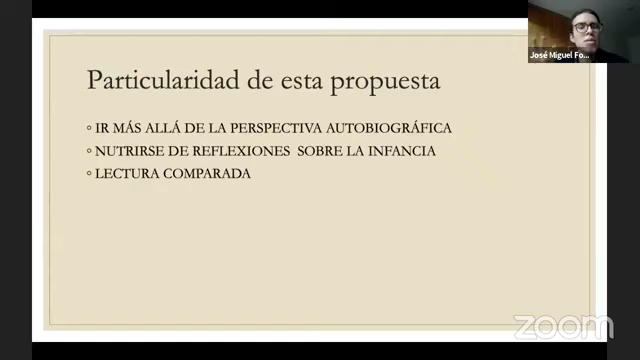 José Miguel Fo...
Particularidad de esta propuesta
◦ IR MÁS ALLÁ DE LA PERSPECTIVA AUTOBIOGRÁFICA
◦ NUTRIRSE DE REFLEXIONES SOBRE LA INFANCIA
◦ LECTURA COMPARADA
zoom